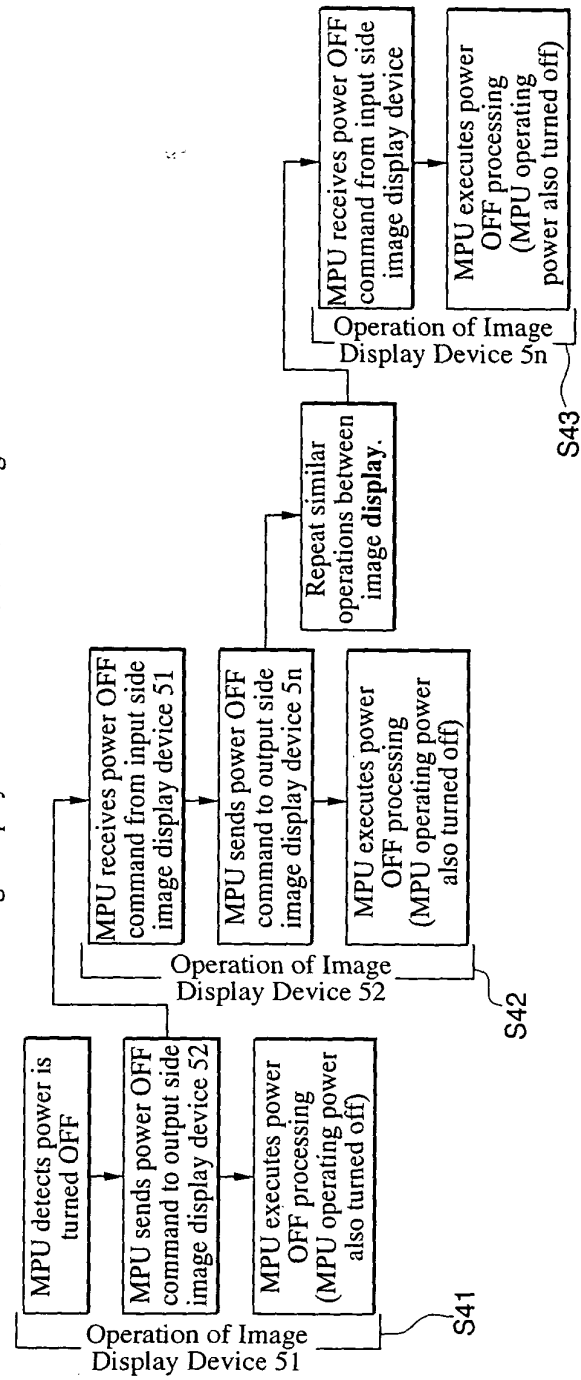 MPU detects power is
turned OFF
MPU sends power OFF
command to output side
image display device 52
MPU executes power
OFF processing
(MPU operating power
also turned off)
Operation of Image
Display Device 51
S41
MPU receives power OFF
command from input side
image display device 51
MPU sends power OFF
command to output side
image display device 5n
MPU executes power
OFF processing
(MPU operating power
also turned off)
Operation of Image
Display Device 52
S42
Repeat similar
operations between
image display.
MPU receives power OFF
command from input side
image display device
MPU executes power
OFF processing
(MPU operating
power also turned off)
Operation of Image
Display Device 5n
S43